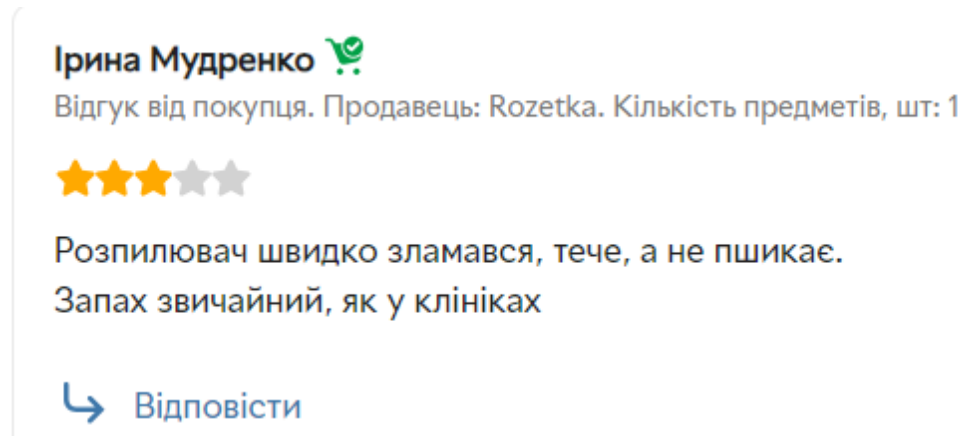 Ірина Мудренко
Відгук від покупця. Продавець: Rozetka. Кількість предметів, шт: 1
Розпилювач швидко зламався, тече, а не пшикає.
Запах звичайний, як у клініках
Відповісти